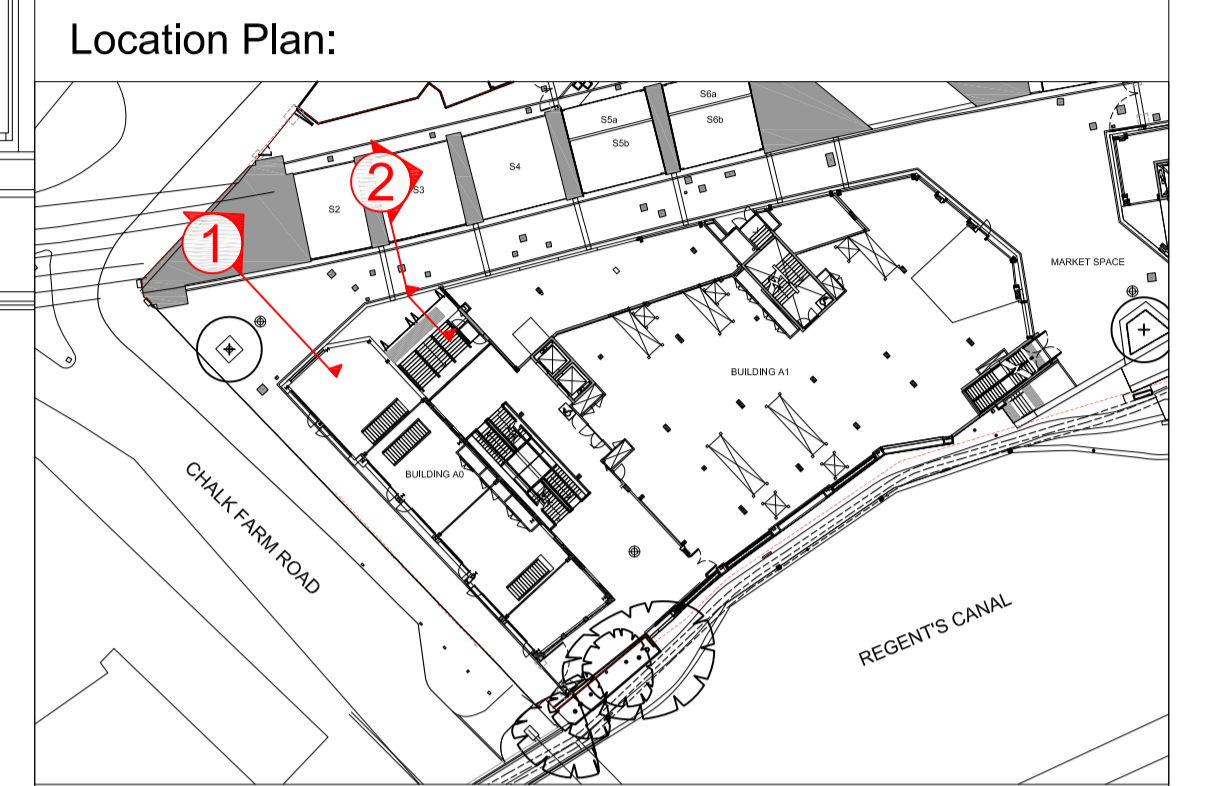 Location Plan:
S6a
S6b
S5a
S5b
S4
S3
S2
2
1
MARKET SPACE
BUILDING A1
BUILDING A0
CHALK FARM ROAD
REGENT'S CANAL